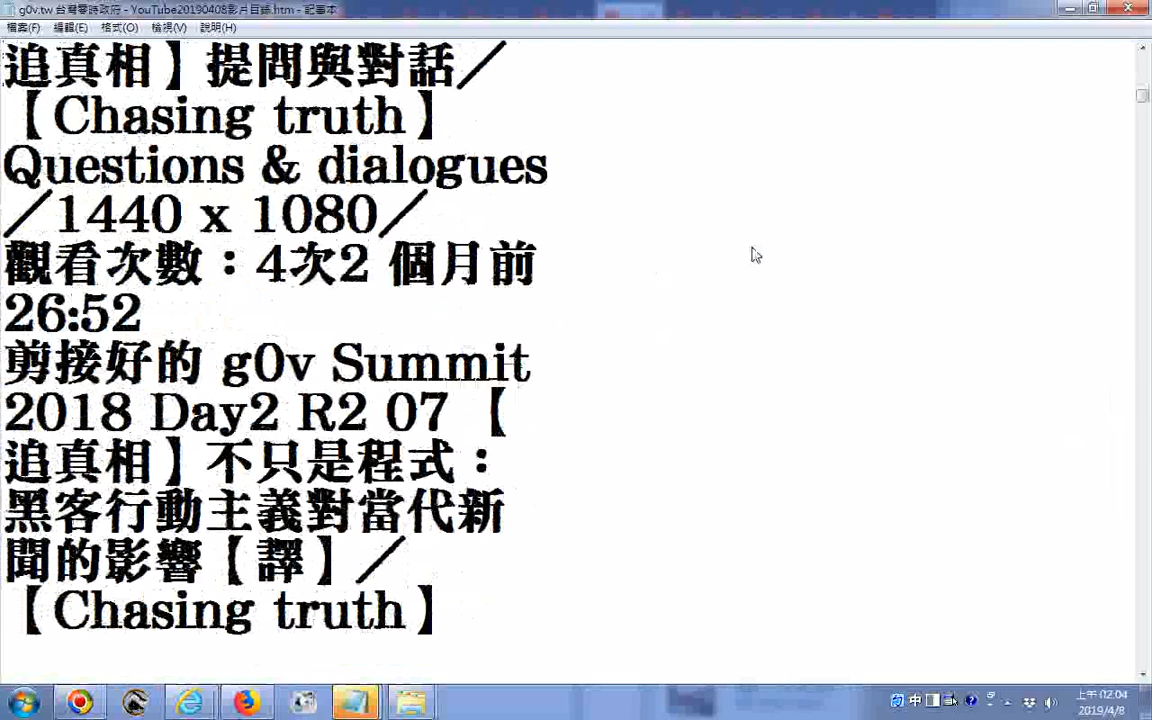 g0v.tw 台灣零時政府 - YouTube20190408影片目錄.htm - 記事本
檔案(F) 編輯(E) 格式(O) 檢視(V) 說明(H)
追真相】提問與對話／
【Chasing truth】
Questions & dialogues
／1440 x 1080／
觀看次數：4次2 個月前
26:52
剪接好的 g0v Summit
2018 Day2 R2 07 【
追真相】不只是程式：
黑客行動主義對當代新
聞的影響【譯】／
【Chasing truth】
中
上午 02:04
2019/4/8